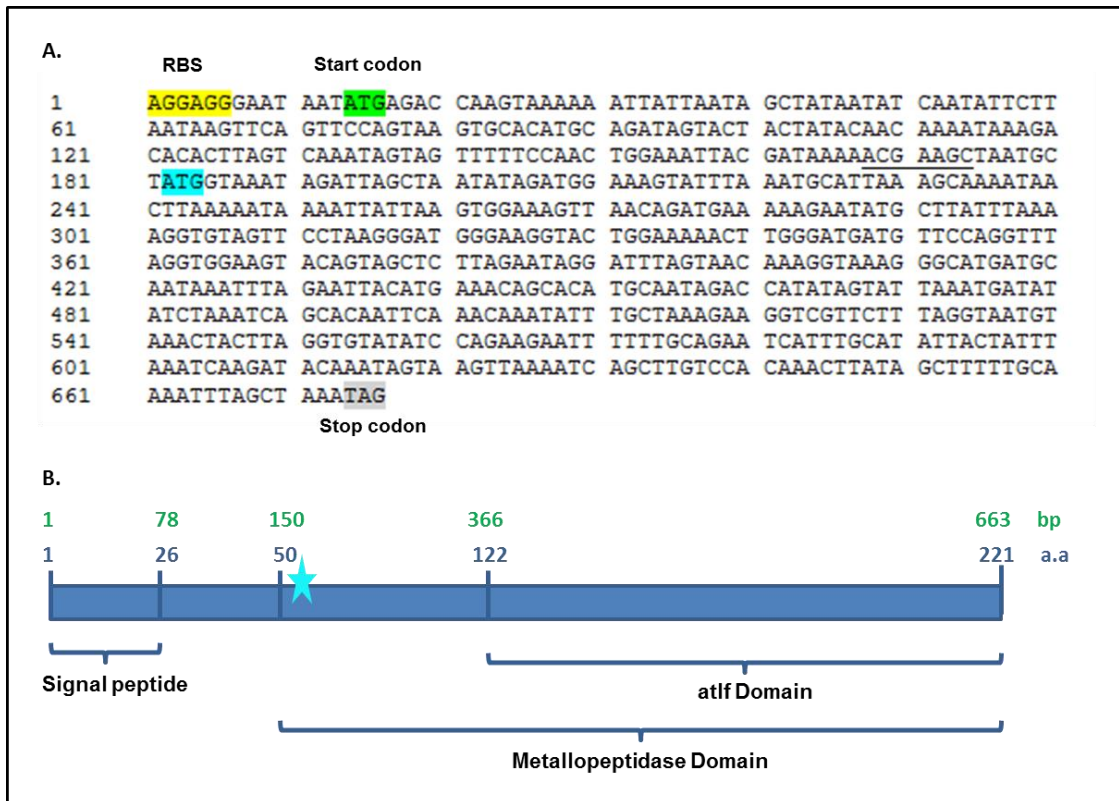 A.
RBS Start codon
1 AGGAGGGAAT AATATGAGAC CAAGTAAAAA ATTATTAATA GCTATAATAT CAATATTCTT
61 AATAAGTTCA GTTCCAGTAA GTGCACATGC AGATAGTACT ACTATACAAC AAAATAAAGA
121 CACACTTAGT CAAATAGTAG TTTTTCCAAC TGGAAATTAC GATAAAAACG AAGCTAATGC
181 TATGGTAAAT AGATTAGCTA ATATAGATGG AAAGTATTTA AATGCATTAA AGCAAAATAA
241 CTTAAAAATA AAATTATTAA GTGGAAAGTT AACAGATGAA AAAGAATATG CTTATTTAAA
301 AGGTGTAGTT CCTAAGGGAT GGGAAGGTAC TGGAAAAACT TGGGATGATG TTCCAGGTTT
361 AGGTGGAAGT ACAGTAGCTC TTAGAATAGG ATTTAGTAAC AAAGGTAAAG GGCATGATGC
421 AATAAATTTA GAATTACATG AAACAGCACA TGCAATAGAC CATATAGTAT TAAATGATAT
481 ATCTAAATCA GCACAATTCA AACAAATATT TGCTAAAGAA GGTCGTTCTT TAGGTAATGT
541 AAACTACTTA GGTGTATATC CAGAAGAATT TTTTGCAGAA TCATTTGCAT ATTACTATTT
601 AAATCAAGAT ACAAATAGTA AGTTAAAATC AGCTTGTCCA CAAACTTATA GCTTTTTGCA
661 AAATTTAGCT AAATAG
Stop codon
B.
1 78 150 366 663 bp
1 26 50 122 221 a.a
Signal peptide
atlf Domain
Metallopeptidase Domain